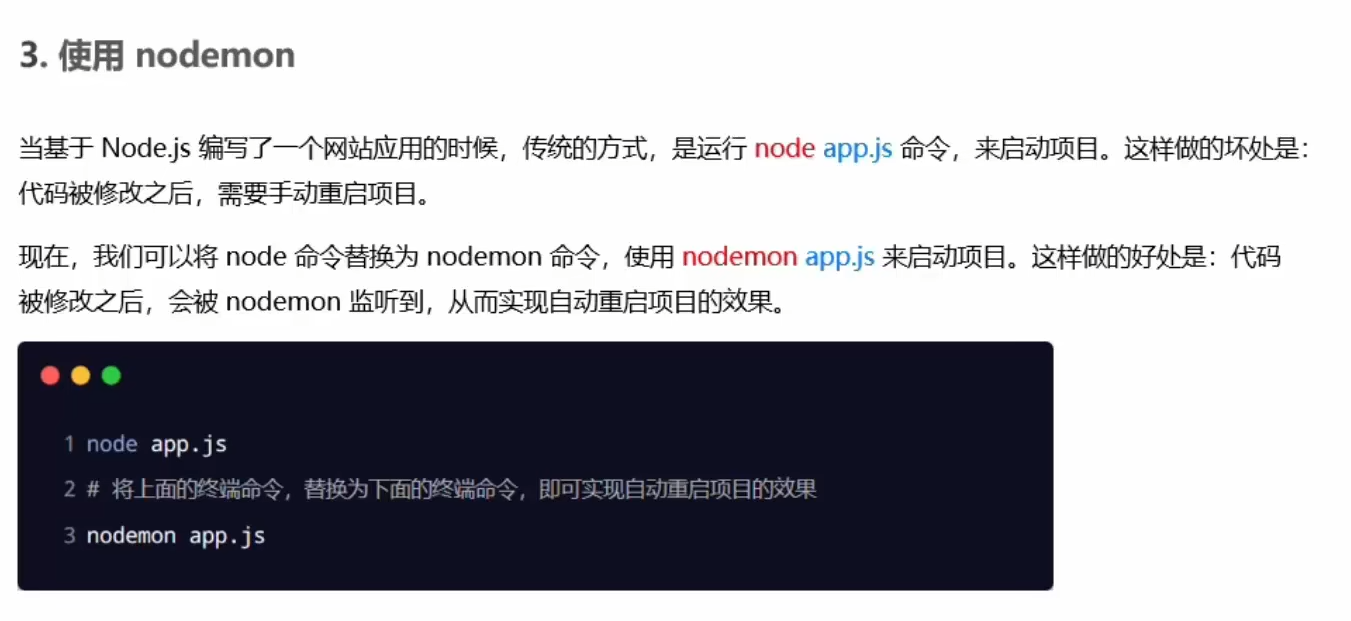 3. 使用 nodemon
当基于 Node.js 编写了一个网站应用的时候，传统的方式，是运行 node app.js 命令，来启动项目。这样做的坏处是：
代码被修改之后，需要手动重启项目。
现在，我们可以将 node 命令替换为 nodemon 命令，使用 nodemon app.js 来启动项目。这样做的好处是：代码
被修改之后，会被 nodemon 监听到，从而实现自动重启项目的效果。
1 node app.js
2 # 将上面的终端命令，替换为下面的终端命令，即可实现自动重启项目的效果
3 nodemon app.js